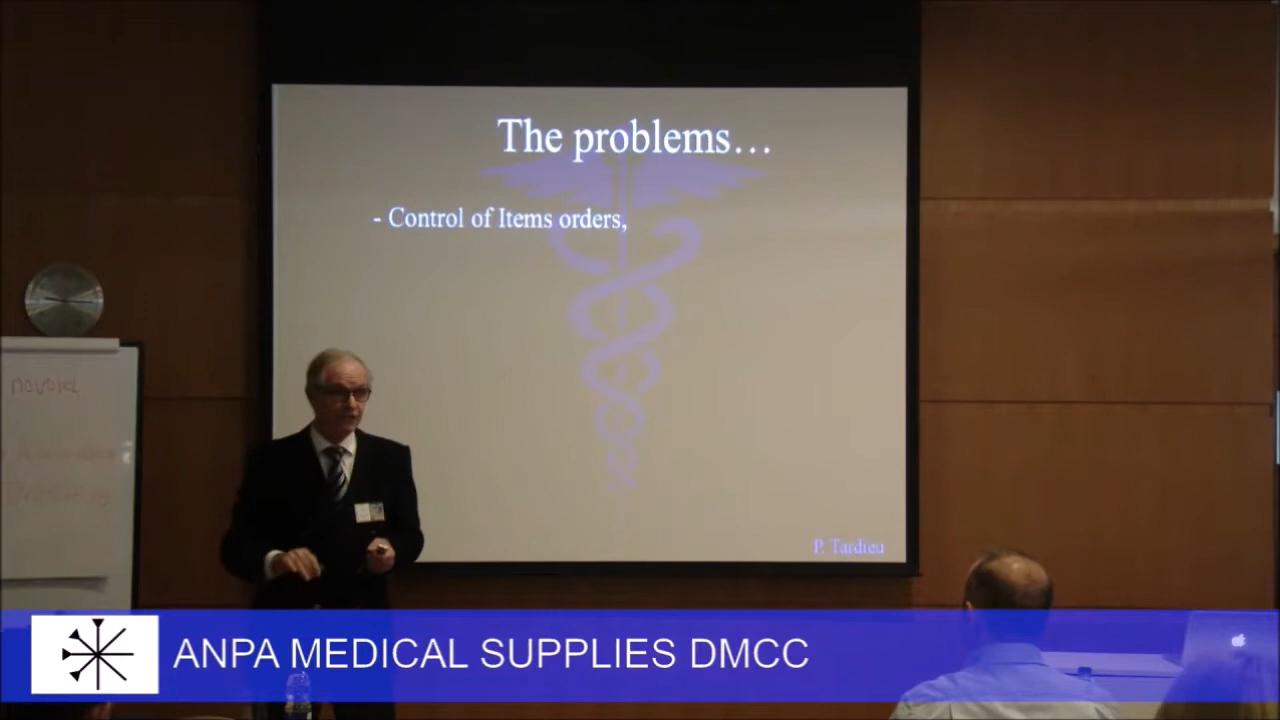 The problems…
- Control of Items orders,
P. Tardieu
ANPA MEDICAL SUPPLIES DMCC